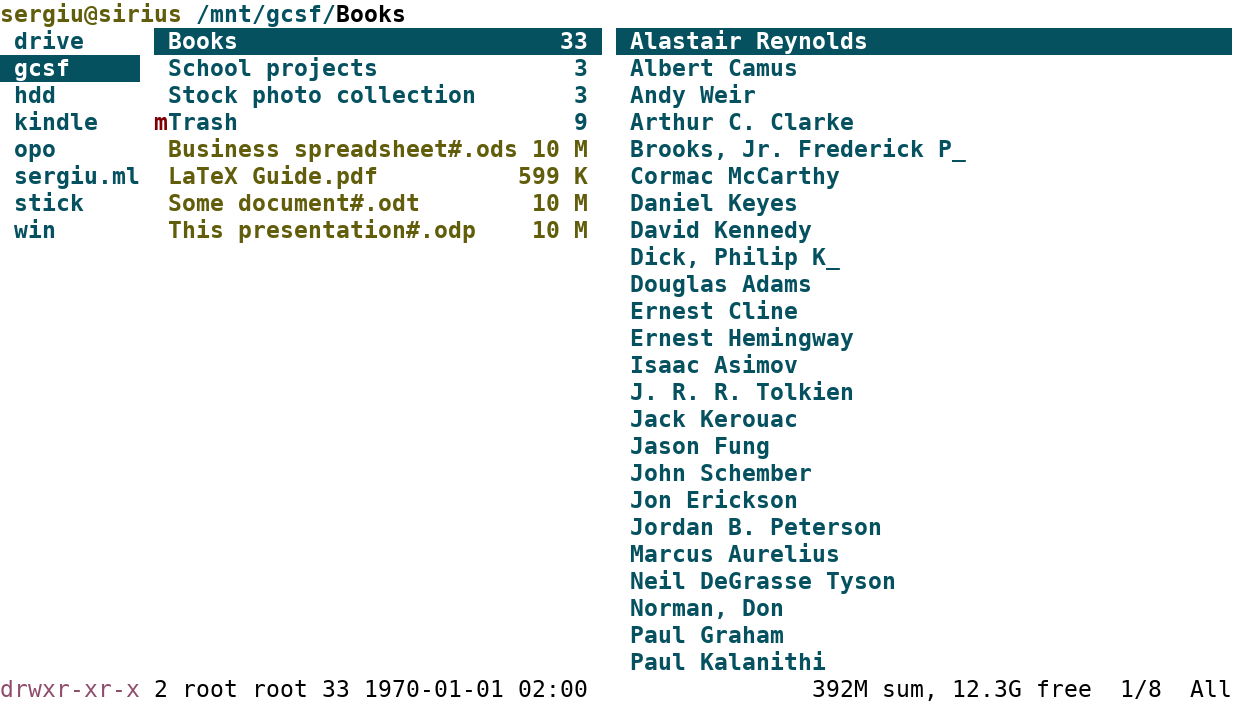 sergiu@sirius /mnt/gcsf/Books
drive Books 33 Alastair Reynolds
gcsf School projects 3 Albert Camus
hdd Stock photo collection 3 Andy Weir
kindle mTrash 9 Arthur C. Clarke
opo Business spreadsheet#.ods 10 M Brooks, Jr. Frederick P_
sergiu.ml LaTeX Guide.pdf 599 K Cormac McCarthy
stick Some document#.odt 10 M Daniel Keyes
win This presentation#.odp 10 M David Kennedy
Dick, Philip K_
Douglas Adams
Ernest Cline
Ernest Hemingway
Isaac Asimov
J. R. R. Tolkien
Jack Kerouac
Jason Fung
John Schember
Jon Erickson
Jordan B. Peterson
Marcus Aurelius
Neil DeGrasse Tyson
Norman, Don
Paul Graham
Paul Kalanithi
drwxr-xr-x 2 root root 33 1970-01-01 02:00 392M sum, 12.3G free 1/8 All